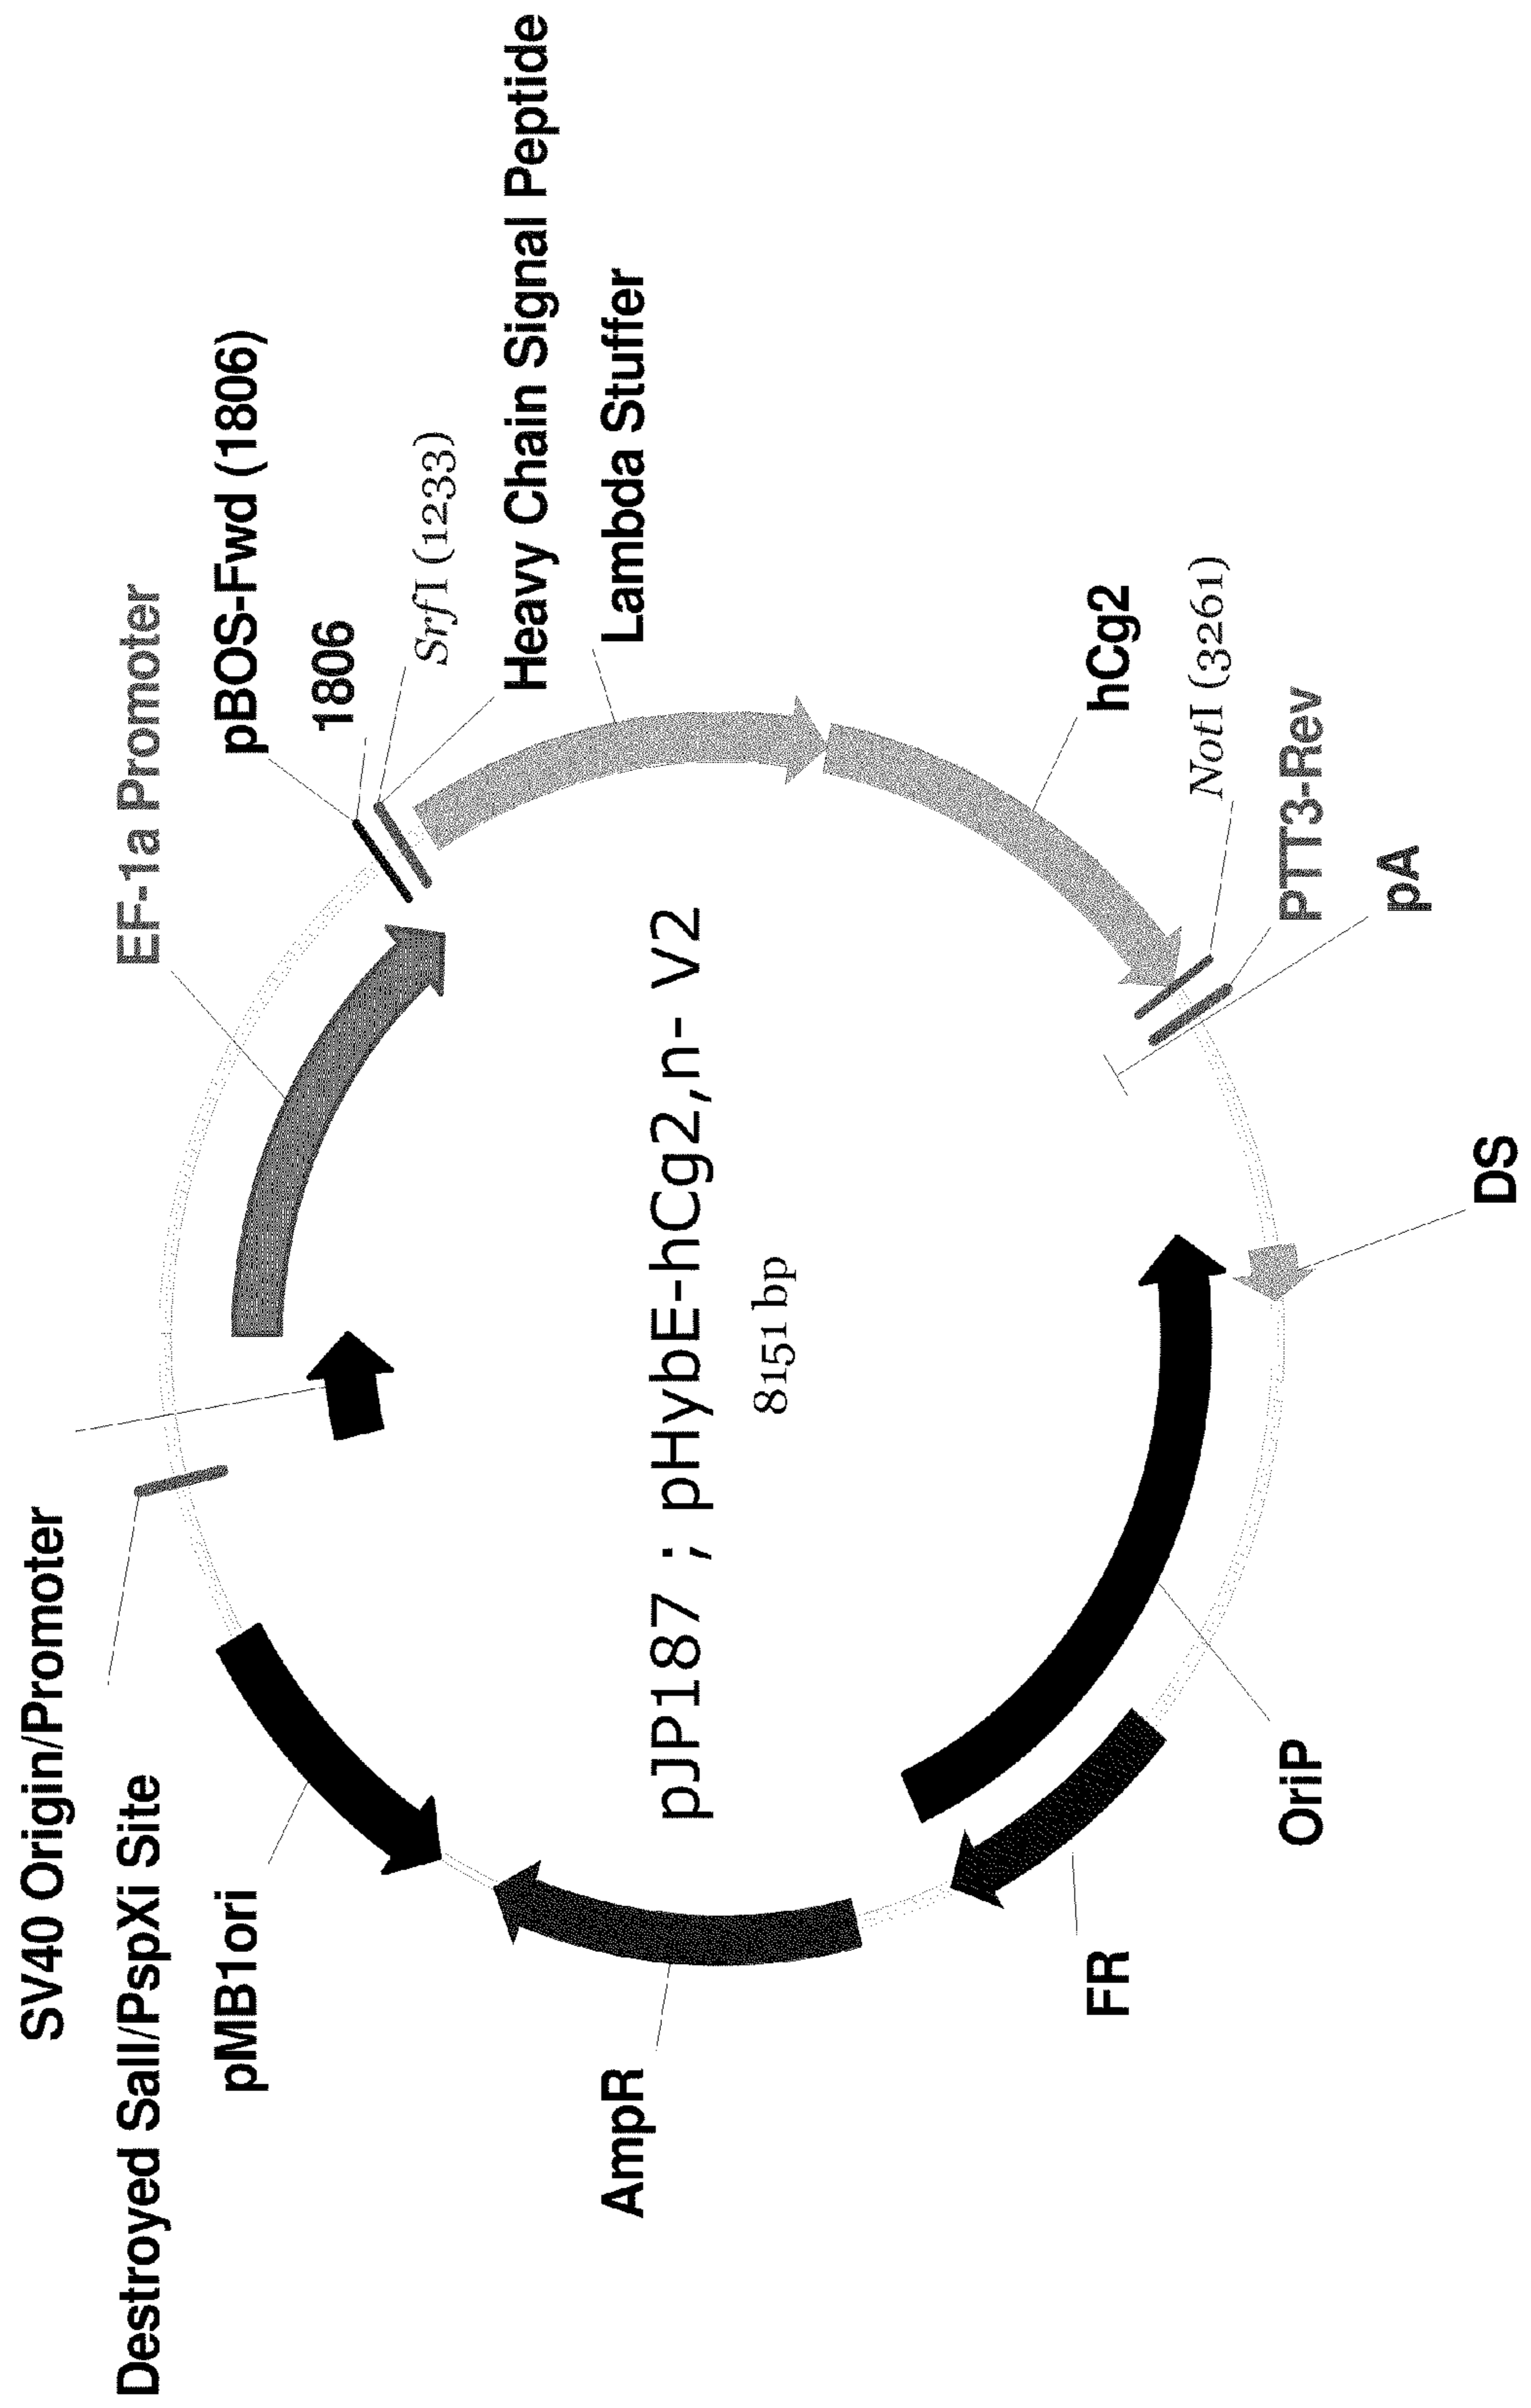 SV40 Origin/Promoter
Destroyed SalI/PspXi Site
pMB1ori
AmpR
FR
OriP
DS
pA
PTT3-Rev
NotI (3261)
hCg2
Lambda Stuffer
Heavy Chain Signal Peptide
SrfI (1233)
1806
pBOS-Fwd (1806)
EF-1a Promoter
pJP187 ; pHybE-hCg2,n- V2
8151 bp